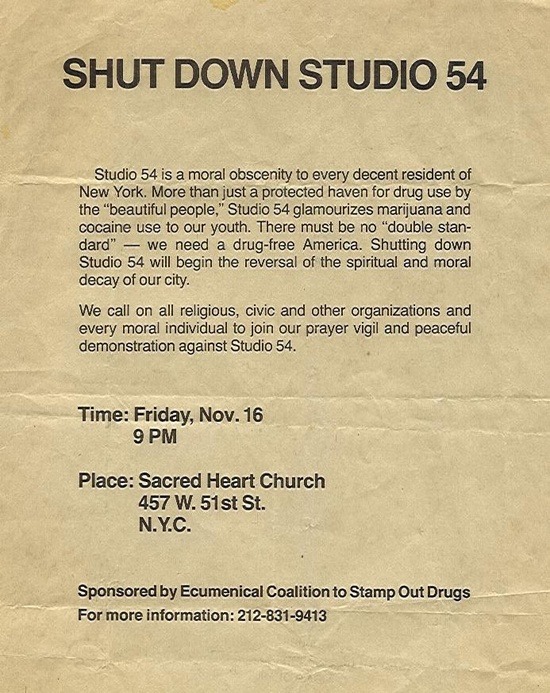 SHUT DOWN STUDIO 54
Studio 54 is a moral obscenity to every decent resident of
New York. More than just a protected haven for drug use by
the “beautiful people,” Studio 54 glamourizes marijuana and
cocaine use to our youth. There must be no “double stan-
dard” — we need a drug-free America. Shutting down
Studio 54 will begin the reversal of the spiritual and moral
decay of our city.
We call on all religious, civic and other organizations and
every moral individual to join our prayer vigil and peaceful
demonstration against Studio 54.
Time: Friday, Nov. 16
9 PM
Place: Sacred Heart Church
457 W. 51st St.
N.Y.C.
Sponsored by Ecumenical Coalition to Stamp Out Drugs
For more information: 212-831-9413